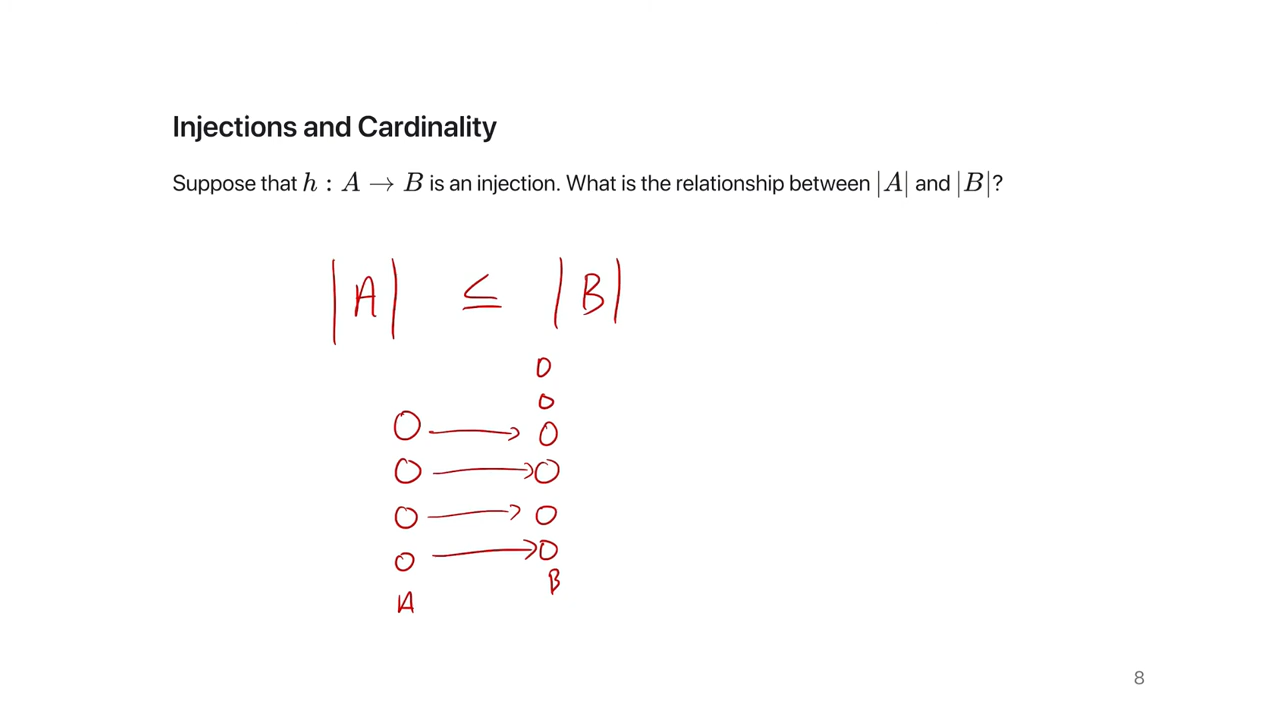 Injections and Cardinality
Suppose that h : A → B is an injection. What is the relationship between |A| and |B|?
|A| ≤ |B|
B
A
8